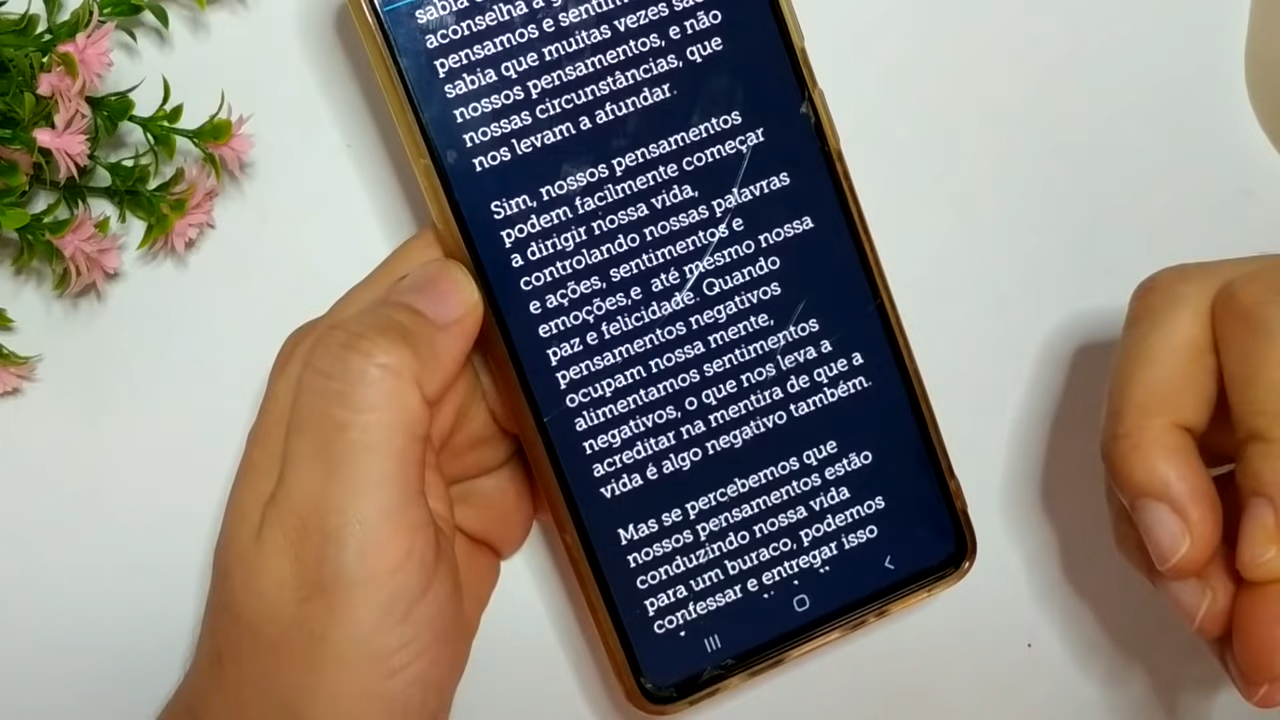 sabia
aconselha a
pensamos e
sabia que muitas vezes são
nossos pensamentos, e não
nossas circunstâncias, que
nos levam a afundar.
Sim, nossos pensamentos
podem facilmente começar
a dirigir nossa vida,
controlando nossas palavras
e ações, sentimentos e
emoções,e até mesmo nossa
paz e felicidade. Quando
pensamentos negativos
ocupam nossa mente,
alimentamos sentimentos
negativos, o que nos leva a
acreditar na mentira de que a
vida é algo negativo também.
Mas se percebemos que
nossos pensamentos estão
conduzindo nossa vida
para um buraco, podemos
confessar e entregar isso